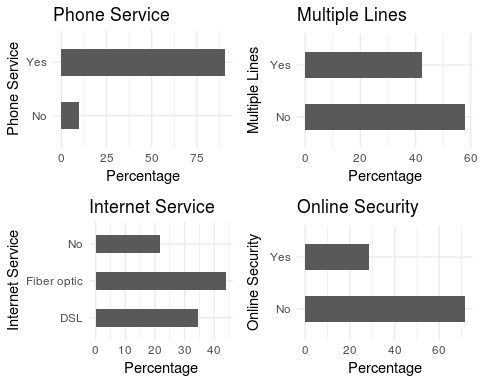 Phone Service
Phone Service
Yes
No
0 25 50 75
Percentage
Multiple Lines
Multiple Lines
Yes
No
0 20 40 60
Percentage
Internet Service
Internet Service
No
Fiber optic
DSL
0 10 20 30 40
Percentage
Online Security
Online Security
Yes
No
0 20 40 60
Percentage